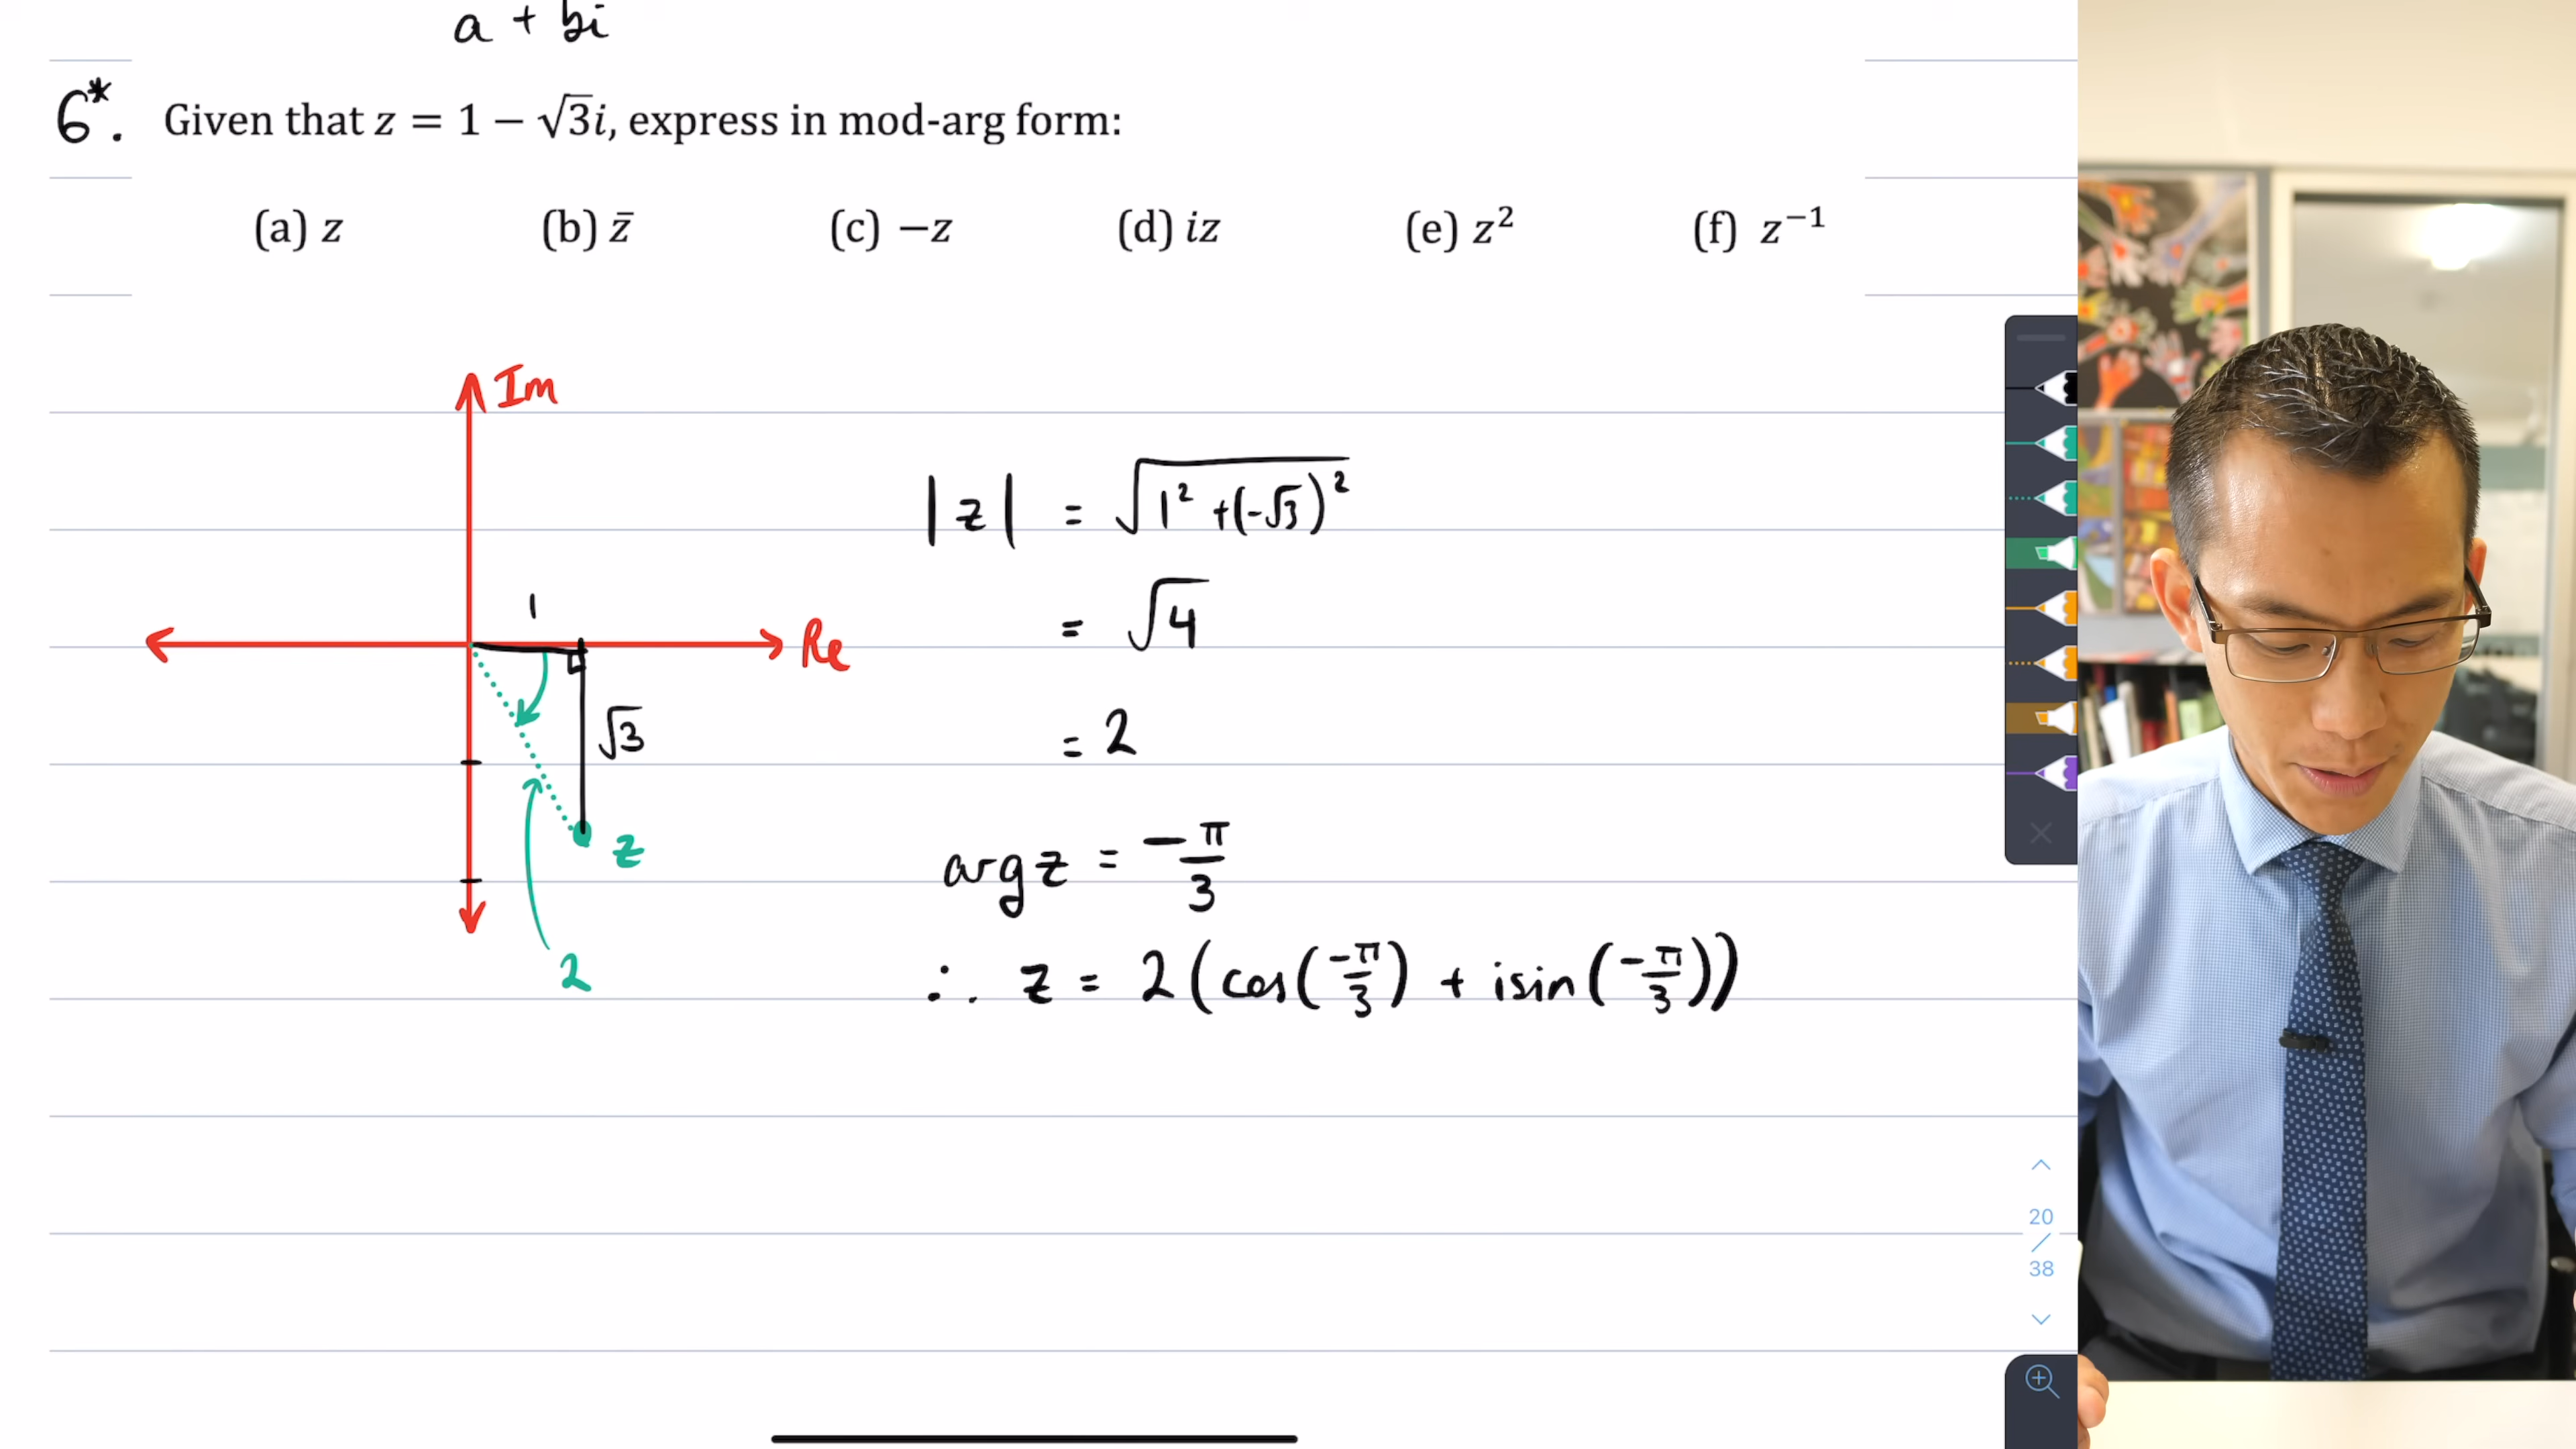 a + bi
6*. Given that z = 1 − √3i, express in mod-arg form:
(a) z (b) z̄ (c) −z (d) iz (e) z² (f) z⁻¹
Im
|z| = √(1² + (-√3)²)
= √4
1
Re
√3
= 2
z
arg z = -π/3
2
∴ z = 2(cos(-π/3) + isin(-π/3))
20
/
38